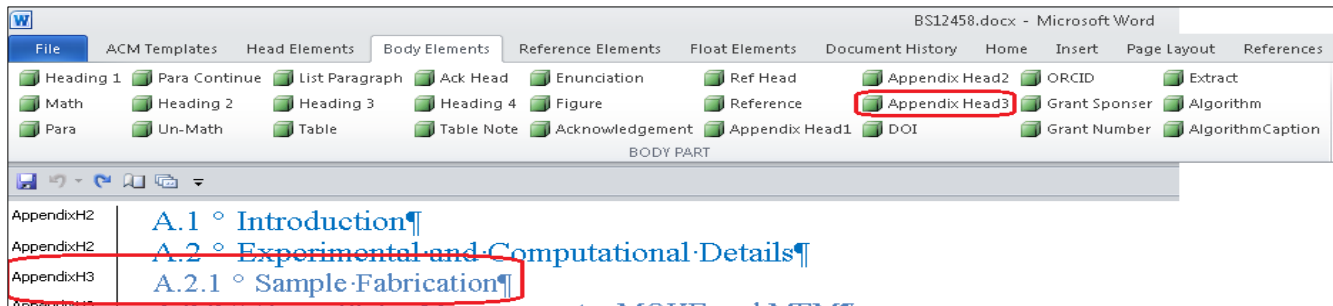 W BS12458.docx - Microsoft Word
File ACM Templates Head Elements Body Elements Reference Elements Float Elements Document History Home Insert Page Layout References
Heading 1 Para Continue List Paragraph Ack Head Enunciation Ref Head Appendix Head2 ORCID Extract
Math Heading 2 Heading 3 Heading 4 Figure Reference Appendix Head3 Grant Sponser Algorithm
Para Un-Math Table Table Note Acknowledgement Appendix Head1 DOI Grant Number AlgorithmCaption
BODY PART
AppendixH2 A.1 ° Introduction¶
AppendixH2 A.2 ° Experimental·and·Computational·Details¶
AppendixH3 A.2.1 ° Sample·Fabrication¶